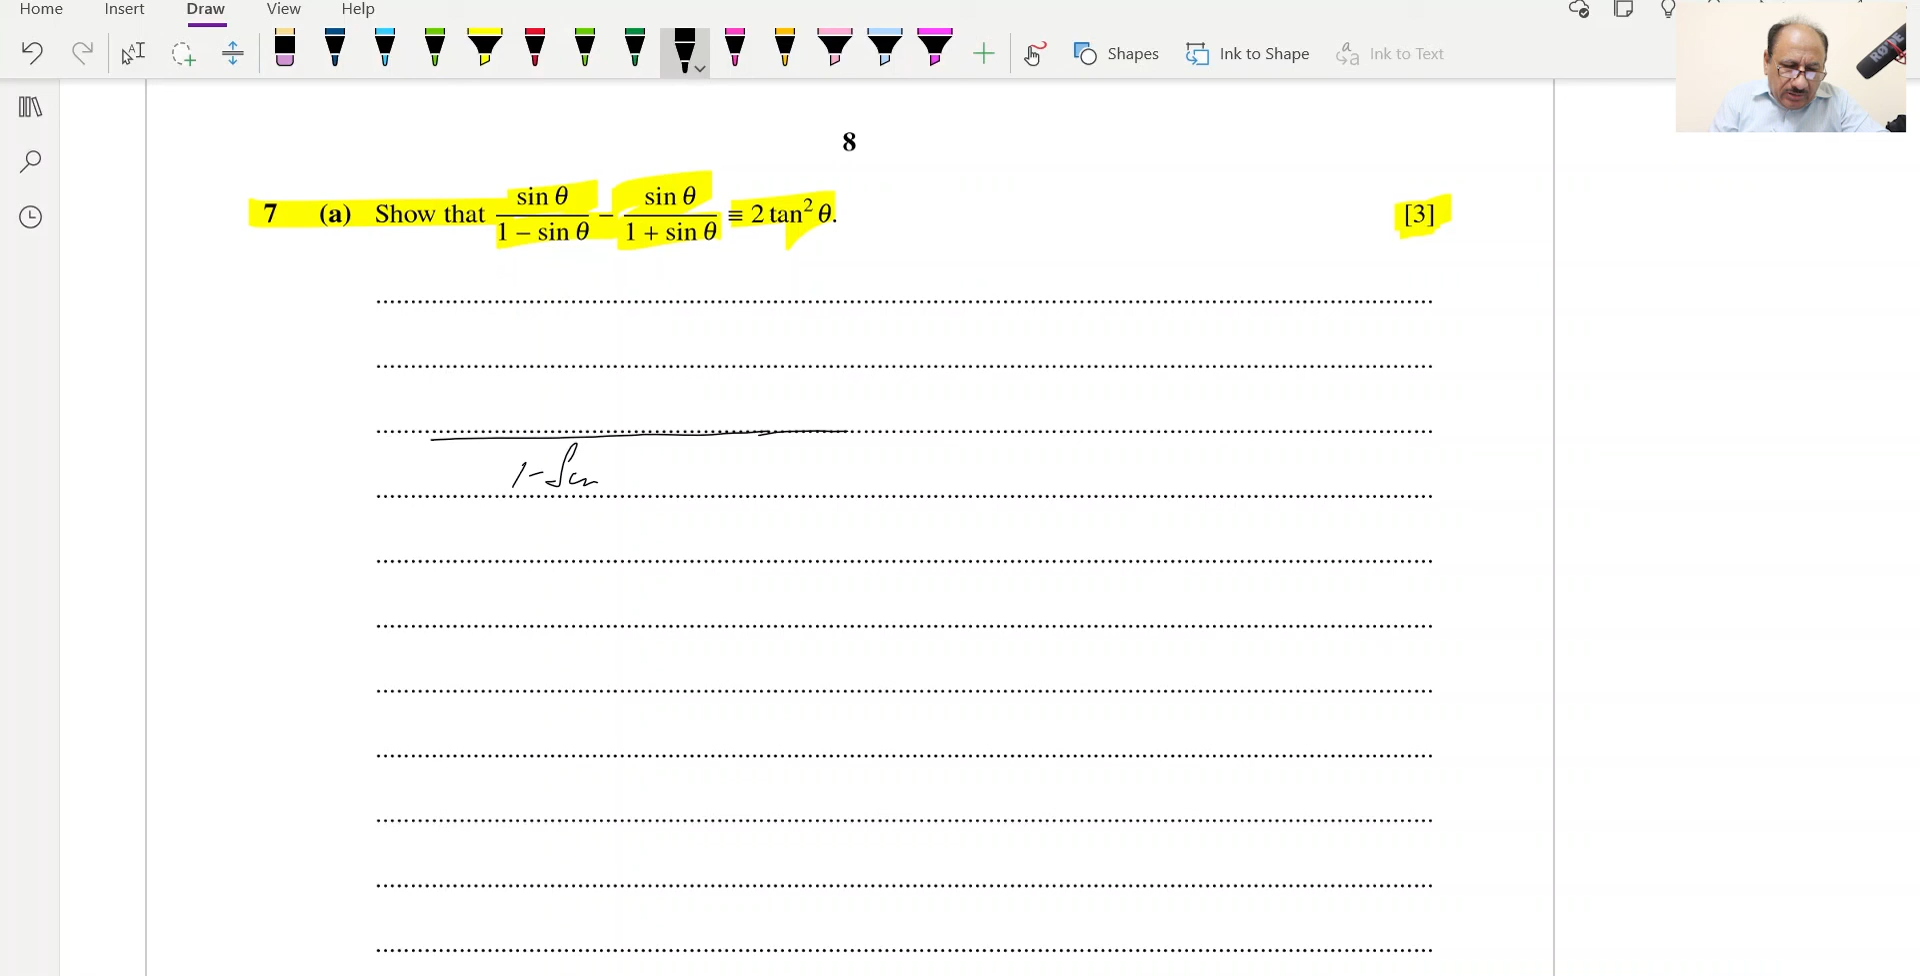 Home Insert Draw View Help
Shapes Ink to Shape Ink to Text
RØDE
8
7 (a) Show that sin θ / (1 − sin θ) − sin θ / (1 + sin θ) ≡ 2 tan² θ. [3]
1 - Sin